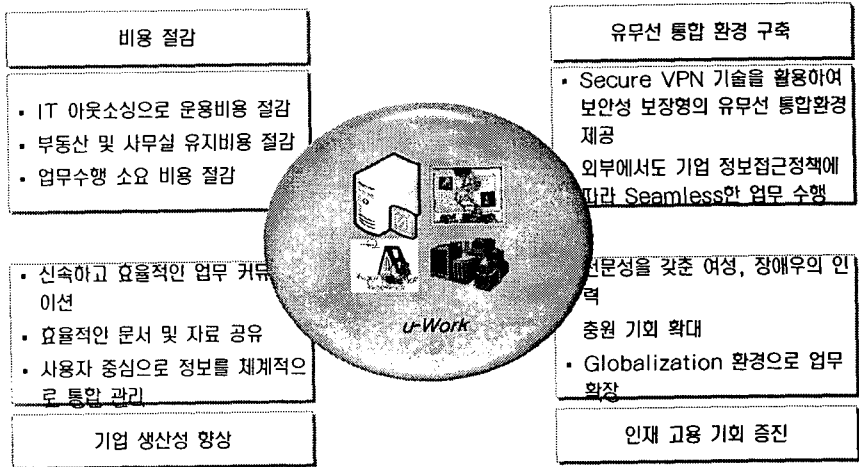 비용 절감
▪ IT 아웃소싱으로 운용비용 절감
▪ 부동산 및 사무실 유지비용 절감
▪ 업무수행 소요 비용 절감
유무선 통합 환경 구축
▪ Secure VPN 기술을 활용하여
보안성 보장형의 유무선 통합환경
제공
외부에서도 기업 정보접근정책에
따라 Seamless한 업무 수행
u-Work
▪ 신속하고 효율적인 업무
이션
▪ 효율적안 문서 및 자료 공유
▪ 사용자 중심으로 정보를 체계적으
로 통합 관리
기업 생산성 향상
전문성을 갖춘 여성, 장애우의 인
력
충원 기회 확대
▪ Globalization 환경으로 업무
확장
인재 고용 기회 증진